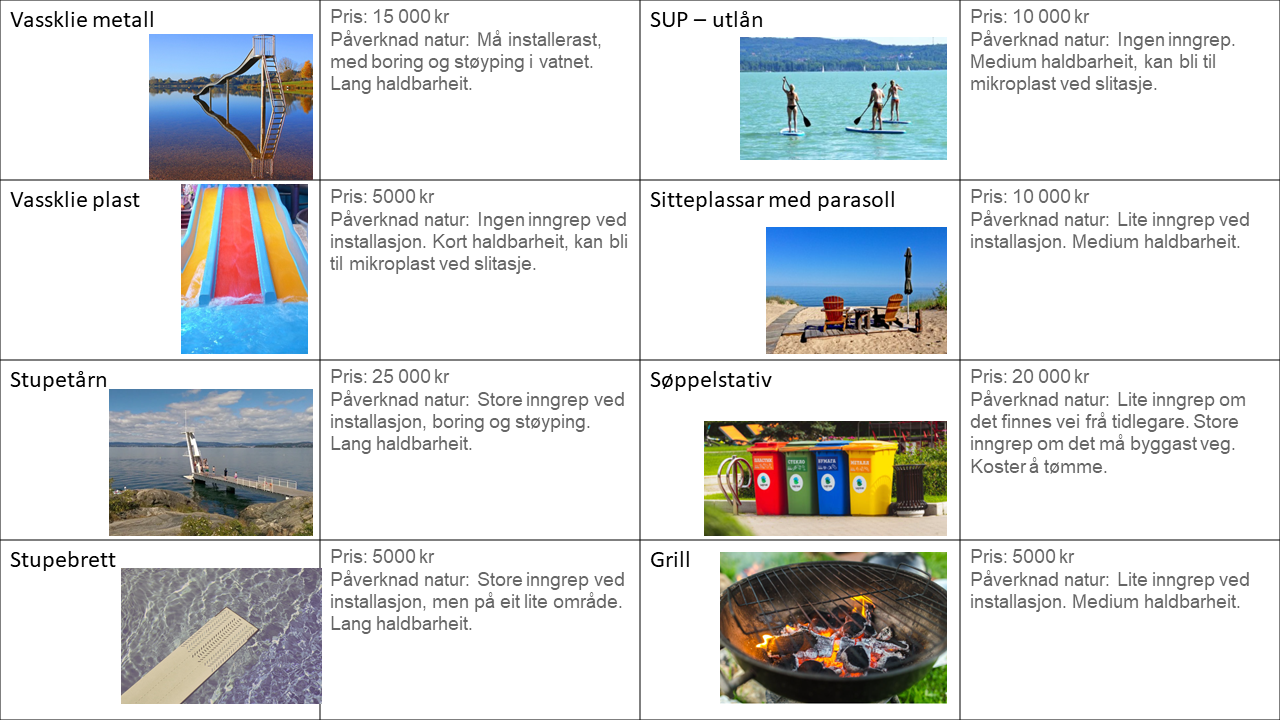 Vassklie metall
Pris: 15 000 kr
Påverknad natur: Må installerast,
med boring og støyping i vatnet.
Lang haldbarheit.
SUP – utlån
Pris: 10 000 kr
Påverknad natur: Ingen inngrep.
Medium haldbarheit, kan bli til
mikroplast ved slitasje.
Vassklie plast
Pris: 5000 kr
Påverknad natur: Ingen inngrep ved
installasjon. Kort haldbarheit, kan bli
til mikroplast ved slitasje.
Sitteplassar med parasoll
Pris: 10 000 kr
Påverknad natur: Lite inngrep ved
installasjon. Medium haldbarheit.
Stupetårn
Pris: 25 000 kr
Påverknad natur: Store inngrep ved
installasjon, boring og støyping.
Lang haldbarheit.
Søppelstativ
Pris: 20 000 kr
Påverknad natur: Lite inngrep om
det finnes vei frå tidlegare. Store
inngrep om det må byggast veg.
Koster å tømme.
Stupebrett
Pris: 5000 kr
Påverknad natur: Store inngrep ved
installasjon, men på eit lite område.
Lang haldbarheit.
Grill
Pris: 5000 kr
Påverknad natur: Lite inngrep ved
installasjon. Medium haldbarheit.